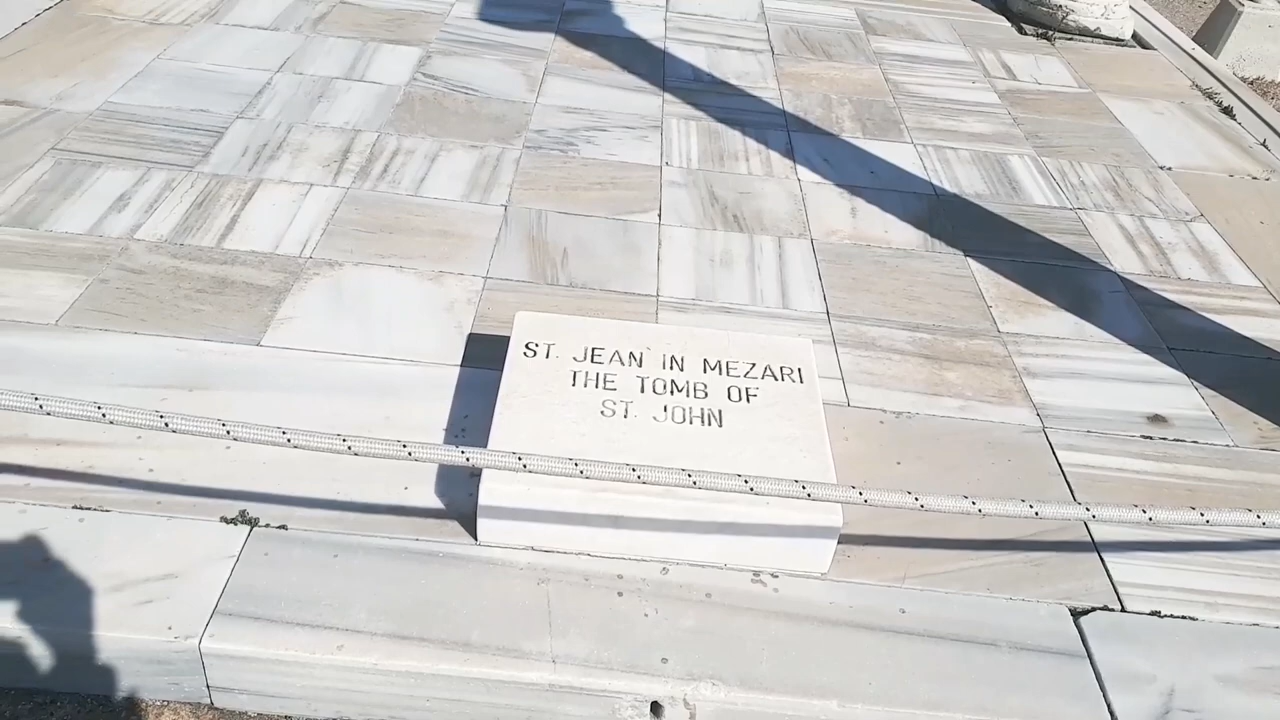 ST. JEAN IN MEZARI
THE TOMB OF
ST. JOHN